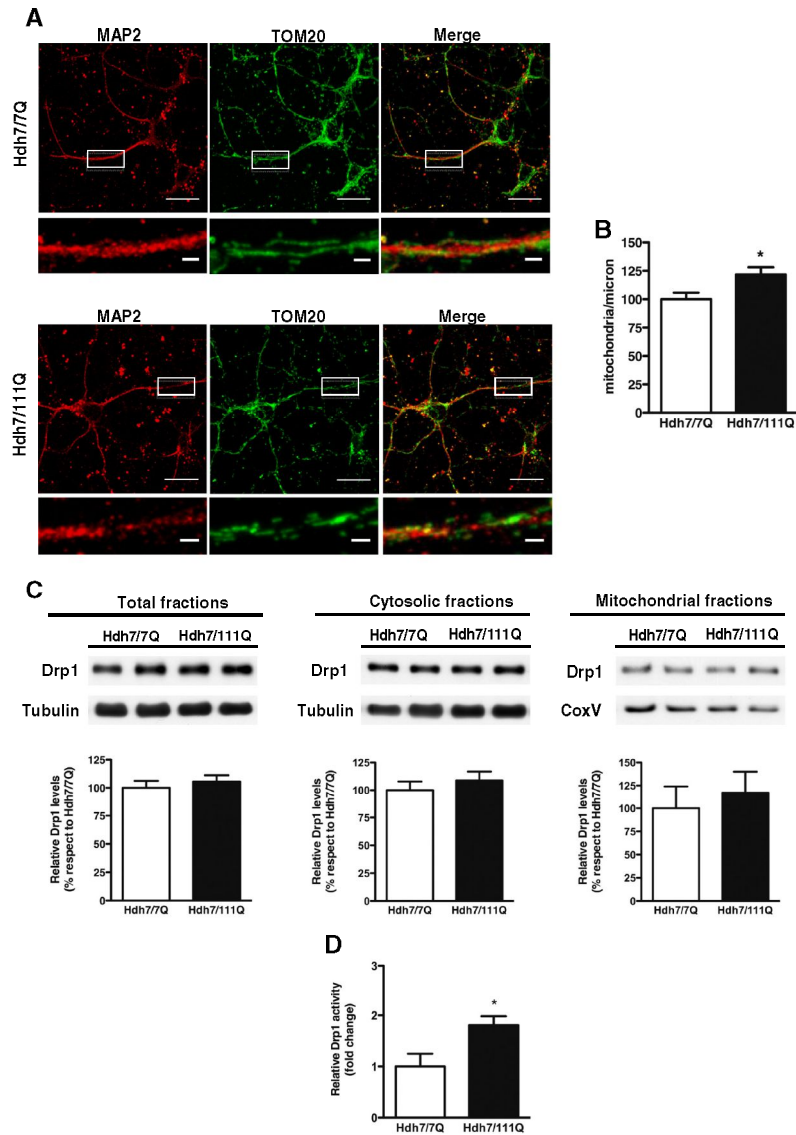 A
MAP2 TOM20 Merge
Hdh7/7Q
MAP2 TOM20 Merge
Hdh7/111Q
B
mitochondria/micron
150
125
100
75
50
25
0
*
Hdh7/7Q Hdh7/111Q
C
Total fractions
Hdh7/7Q Hdh7/111Q
Drp1
Tubulin
Relative Drp1 levels
(% respect to Hdh7/7Q)
125
100
75
50
25
0
Hdh7/7Q Hdh7/111Q
Cytosolic fractions
Hdh7/7Q Hdh7/111Q
Drp1
Tubulin
Relative Drp1 levels
(% respect to Hdh7/7Q)
125
100
75
50
25
0
Hdh7/7Q Hdh7/111Q
Mitochondrial fractions
Hdh7/7Q Hdh7/111Q
Drp1
CoxV
Relative Drp1 levels
(% respect to Hdh7/7Q)
150
125
100
75
50
25
0
Hdh7/7Q Hdh7/111Q
D
Relative Drp1 activity
(fold change)
3
2
1
0
*
Hdh7/7Q Hdh7/111Q